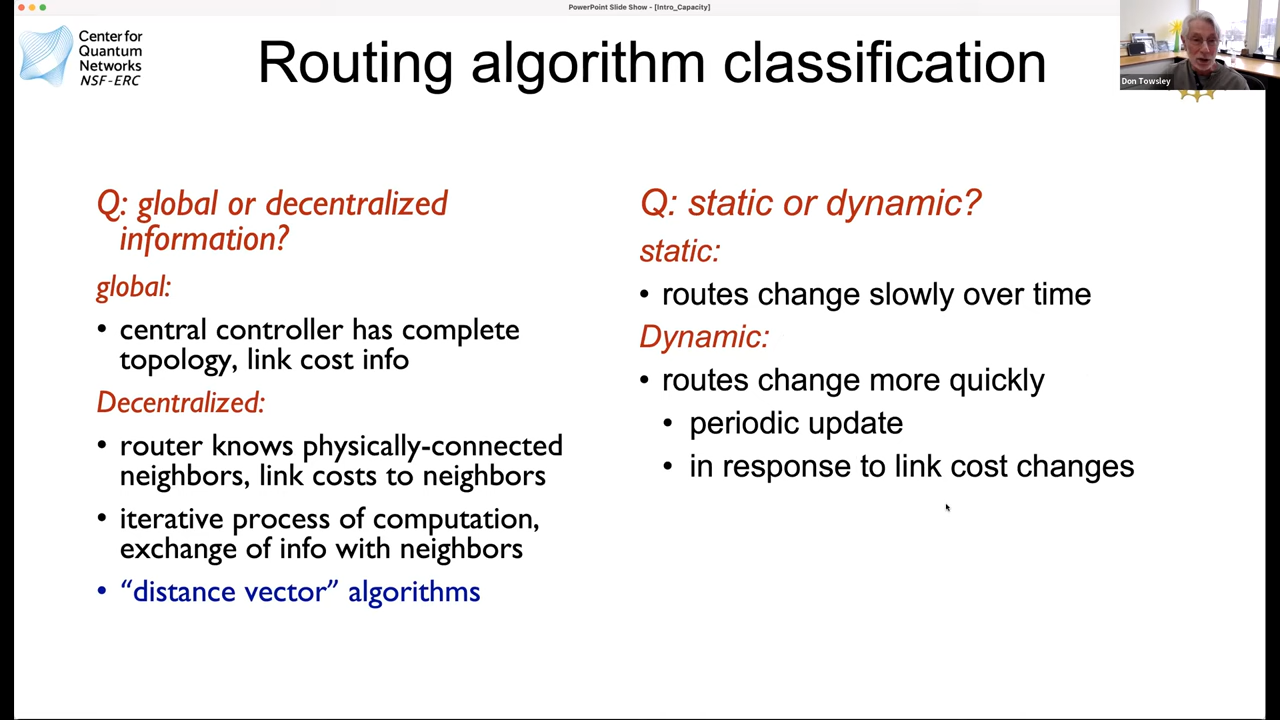 PowerPoint Slide Show - [Intro_Capacity]
Center for
Quantum
Networks
NSF-ERC
Routing algorithm classification
Don Towsley
Q: global or decentralized
information?
global:
• central controller has complete
topology, link cost info
Decentralized:
• router knows physically-connected
neighbors, link costs to neighbors
• iterative process of computation,
exchange of info with neighbors
• “distance vector” algorithms
Q: static or dynamic?
static:
• routes change slowly over time
Dynamic:
• routes change more quickly
• periodic update
• in response to link cost changes